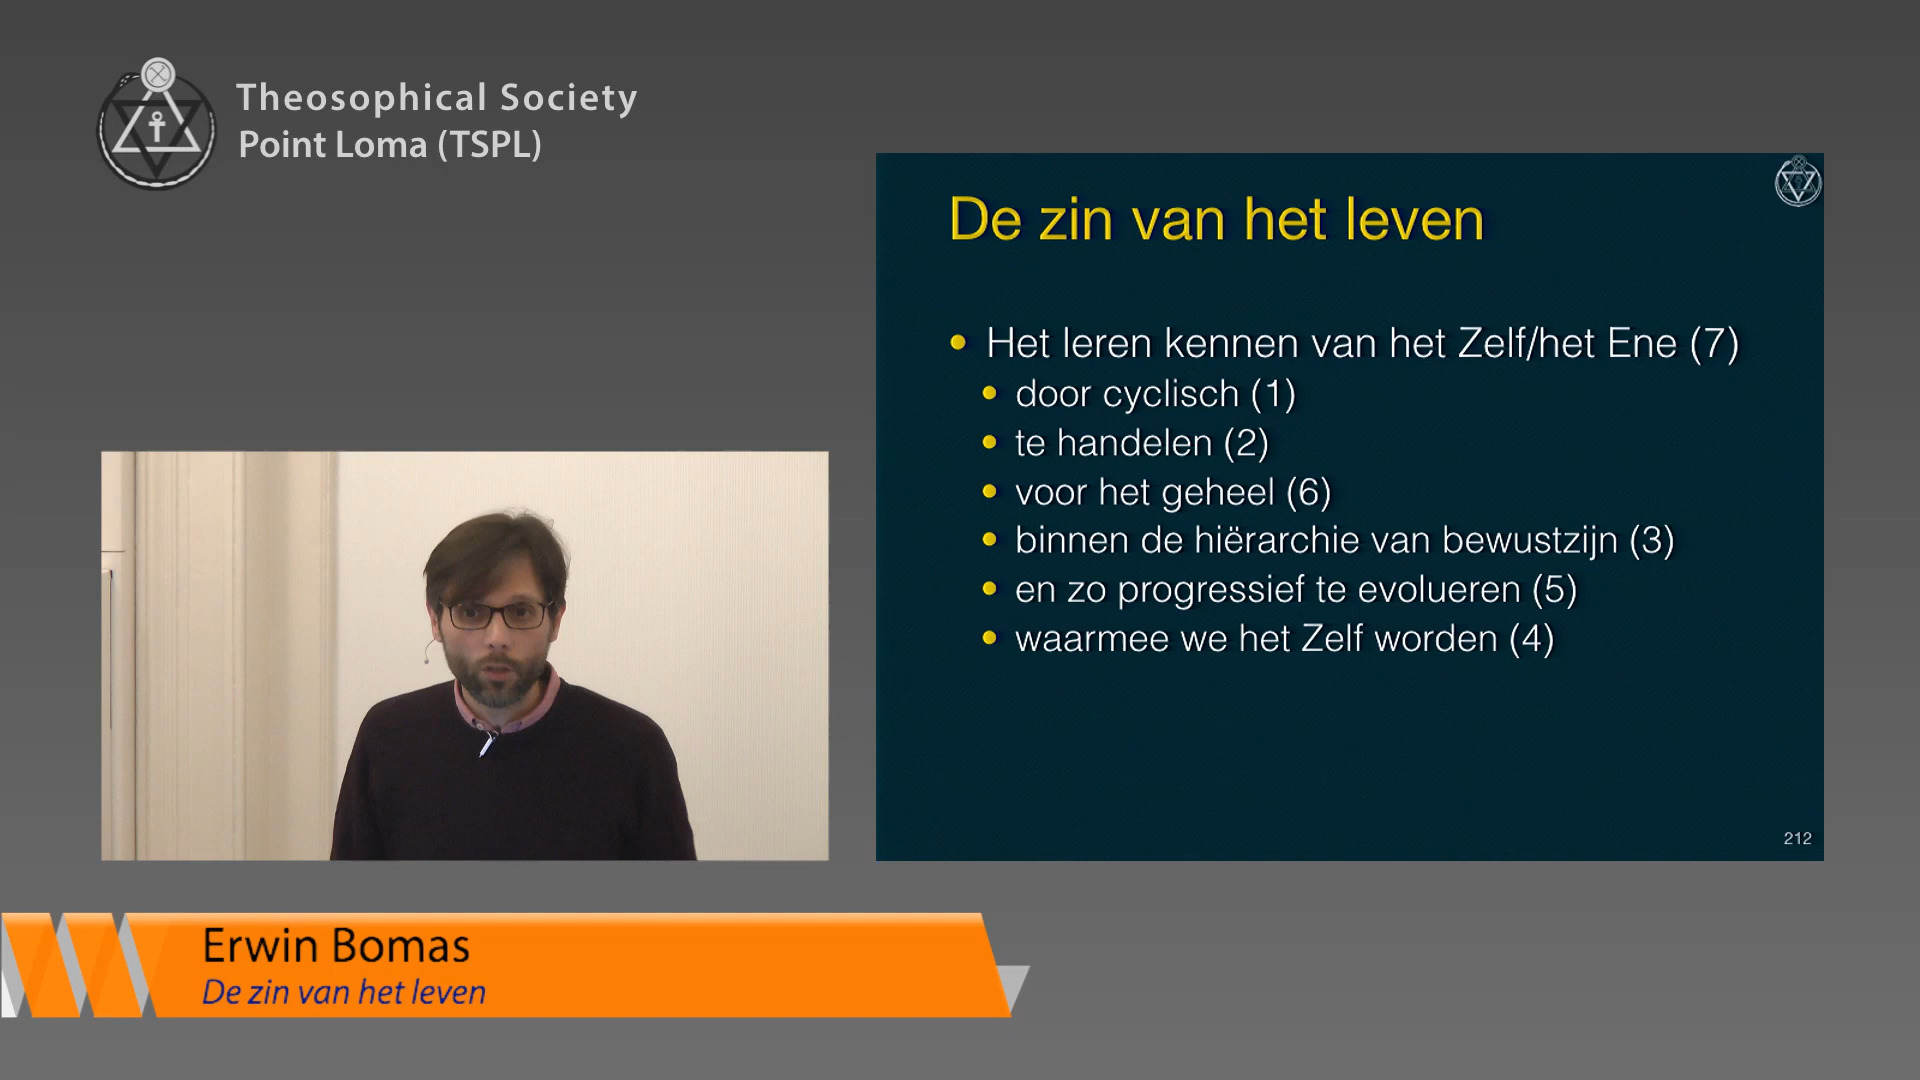 Theosophical Society
Point Loma (TSPL)
De zin van het leven
Het leren kennen van het Zelf/het Ene (7)
door cyclisch (1)
te handelen (2)
voor het geheel (6)
binnen de hiërarchie van bewustzijn (3)
en zo progressief te evolueren (5)
waarmee we het Zelf worden (4)
212
Erwin Bomas
De zin van het leven